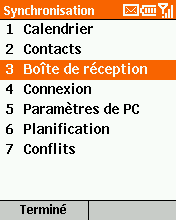 Synchronisation
1 Calendrier
2 Contacts
3 Boîte de réception
4 Connexion
5 Paramètres de PC
6 Planification
7 Conflits
Terminé